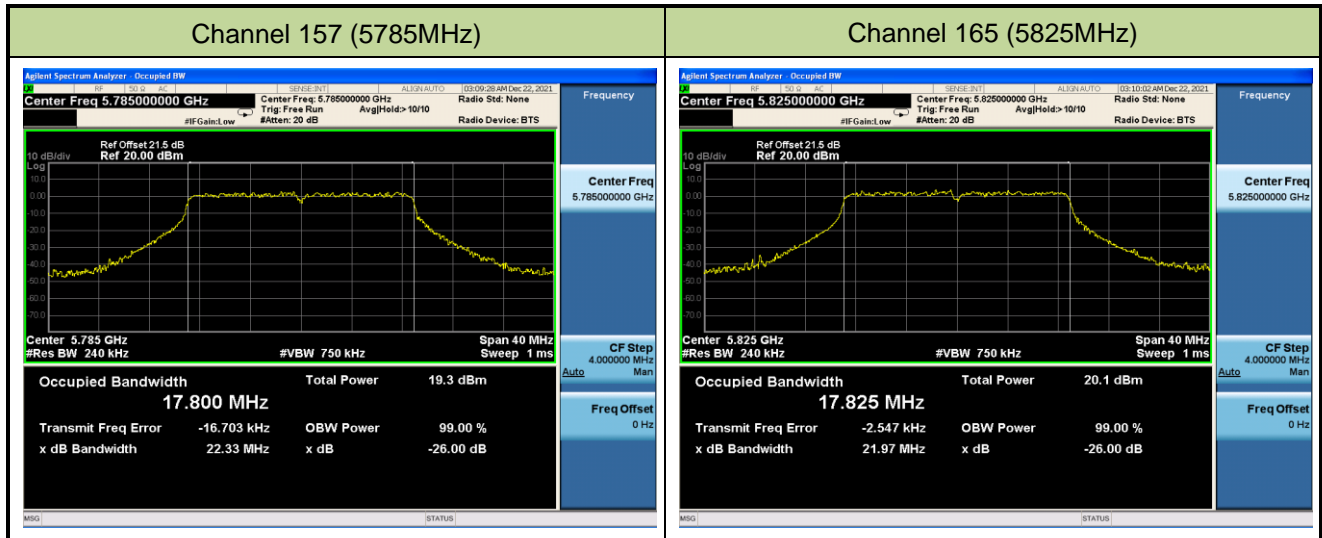 Channel 157 (5785MHz)
Agilent Spectrum Analyzer - Occupied BW
LXI RF 50 Ω AC SENSE:INT ALIGN AUTO 03:09:28 AM Dec 22, 2021
Center Freq 5.785000000 GHz
Center Freq: 5.785000000 GHz
Radio Std: None
Trig: Free Run Avg|Hold:> 10/10
#IFGain:Low #Atten: 20 dB Radio Device: BTS
Frequency
Ref Offset 21.5 dB
10 dB/div Ref 20.00 dBm
Log
10.0
0.00
-10.0
-20.0
-30.0
-40.0
-50.0
-60.0
-70.0
Center 5.785 GHz Span 40 MHz
#Res BW 240 kHz #VBW 750 kHz Sweep 1 ms
Center Freq
5.785000000 GHz
CF Step
4.000000 MHz
Auto Man
Freq Offset
0 Hz
Occupied Bandwidth Total Power 19.3 dBm
17.800 MHz
Transmit Freq Error -16.703 kHz OBW Power 99.00 %
x dB Bandwidth 22.33 MHz x dB -26.00 dB
MSG STATUS
Channel 165 (5825MHz)
Agilent Spectrum Analyzer - Occupied BW
LXI RF 50 Ω AC SENSE:INT ALIGN AUTO 03:10:02 AM Dec 22, 2021
Center Freq 5.825000000 GHz
Center Freq: 5.825000000 GHz
Radio Std: None
Trig: Free Run Avg|Hold:> 10/10
#IFGain:Low #Atten: 20 dB Radio Device: BTS
Frequency
Ref Offset 21.5 dB
10 dB/div Ref 20.00 dBm
Log
10.0
0.00
-10.0
-20.0
-30.0
-40.0
-50.0
-60.0
-70.0
Center 5.825 GHz Span 40 MHz
#Res BW 240 kHz #VBW 750 kHz Sweep 1 ms
Center Freq
5.825000000 GHz
CF Step
4.000000 MHz
Auto Man
Freq Offset
0 Hz
Occupied Bandwidth Total Power 20.1 dBm
17.825 MHz
Transmit Freq Error -2.547 kHz OBW Power 99.00 %
x dB Bandwidth 21.97 MHz x dB -26.00 dB
MSG STATUS